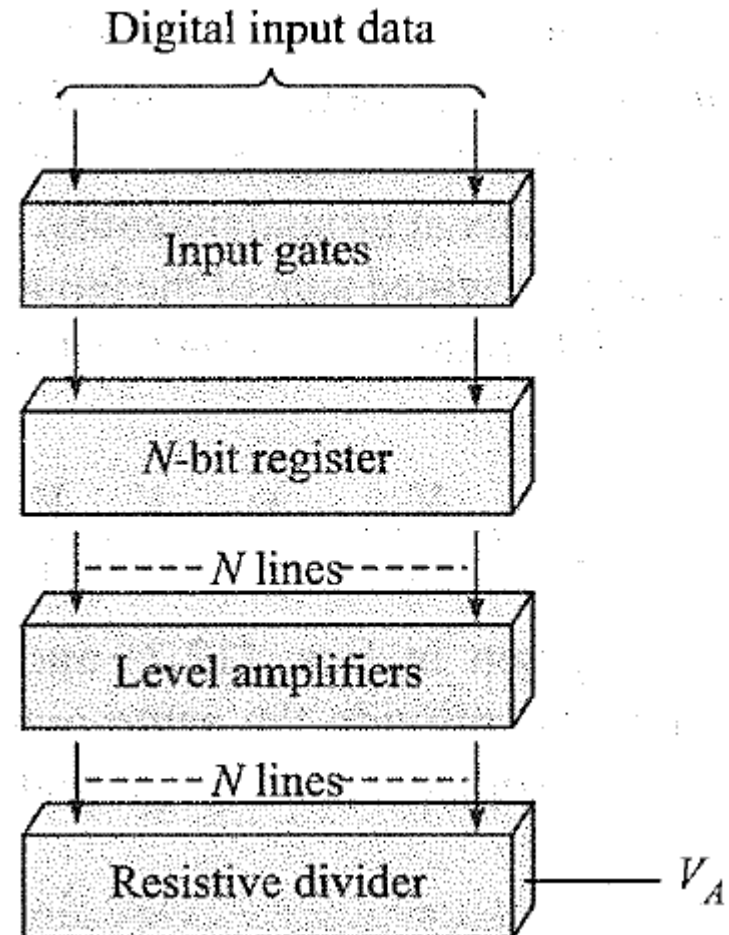 Digital input data
Input gates
N-bit register
N lines
Level amplifiers
N lines
Resistive divider
V_A